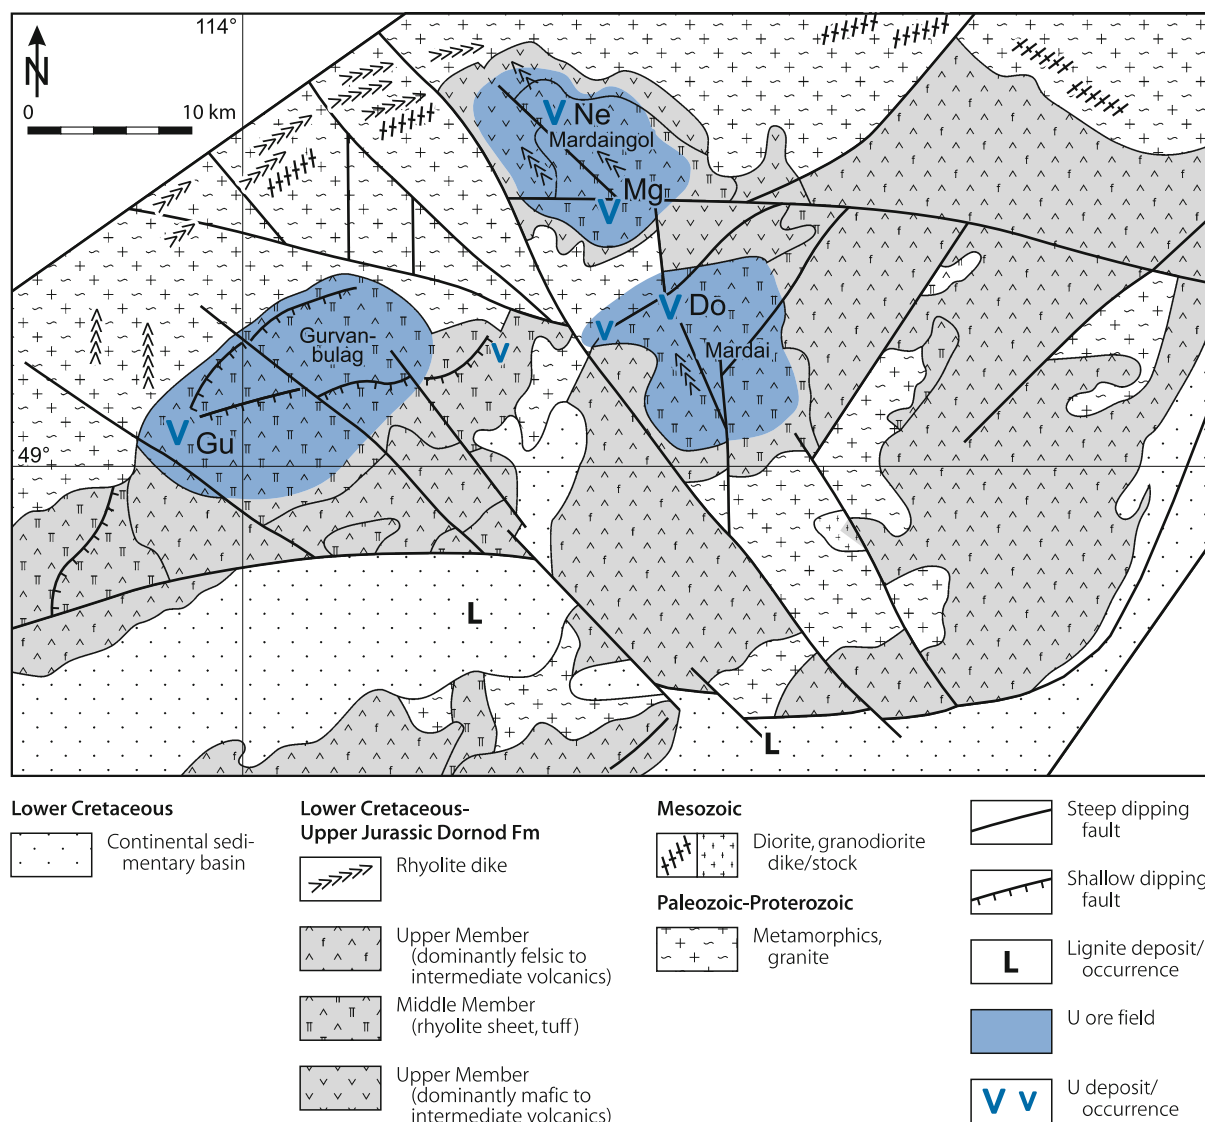 114°
N
0 10 km
Ne
Mardaingol
Mg
Do
Mardai
Gurvan-
bulag
Gu
49°
L
L
Lower Cretaceous
Continental sedi-
mentary basin
Lower Cretaceous-
Upper Jurassic Dornod Fm
Rhyolite dike
Upper Member
(dominantly felsic to
intermediate volcanics)
Middle Member
(rhyolite sheet, tuff)
Upper Member
(dominantly mafic to
intermediate volcanics)
Mesozoic
Diorite, granodiorite
dike/stock
Paleozoic-Proterozoic
Metamorphics,
granite
Steep dipping
fault
Shallow dipping
fault
L
Lignite deposit/
occurrence
U ore field
U deposit/
occurrence